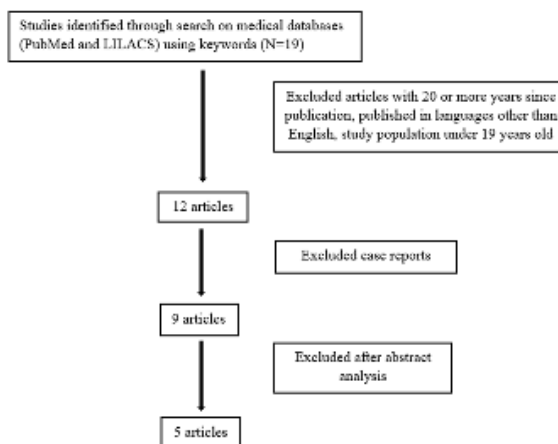 Studies identified through search on medical databases
(PubMed and LILACS) using keywords (N=19)
Excluded articles with 20 or more years since
publication, published in languages other than
English, study population under 19 years old
12 articles
Excluded case reports
9 articles
Excluded after abstract
analysis
5 articles